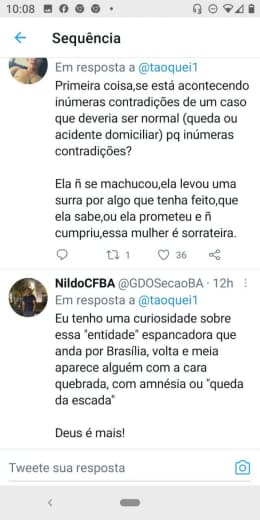 10:08
Sequência
Em resposta a @taoquei1
Primeira coisa,se está acontecendo
inúmeras contradições de um caso
que deveria ser normal (queda ou
acidente domiciliar) pq inúmeras
contradições?
Ela ñ se machucou,ela levou uma
surra por algo que tenha feito,que
ela sabe,ou ela prometeu e ñ
cumpriu,essa mulher é sorrateira.
1 36
NildoCFBA @GDOSecaoBA · 12h
Em resposta a @taoquei1
Eu tenho uma curiosidade sobre
essa "entidade" espancadora que
anda por Brasília, volta e meia
aparece alguém com a cara
quebrada, com amnésia ou "queda
da escada"
Deus é mais!
Tweete sua resposta